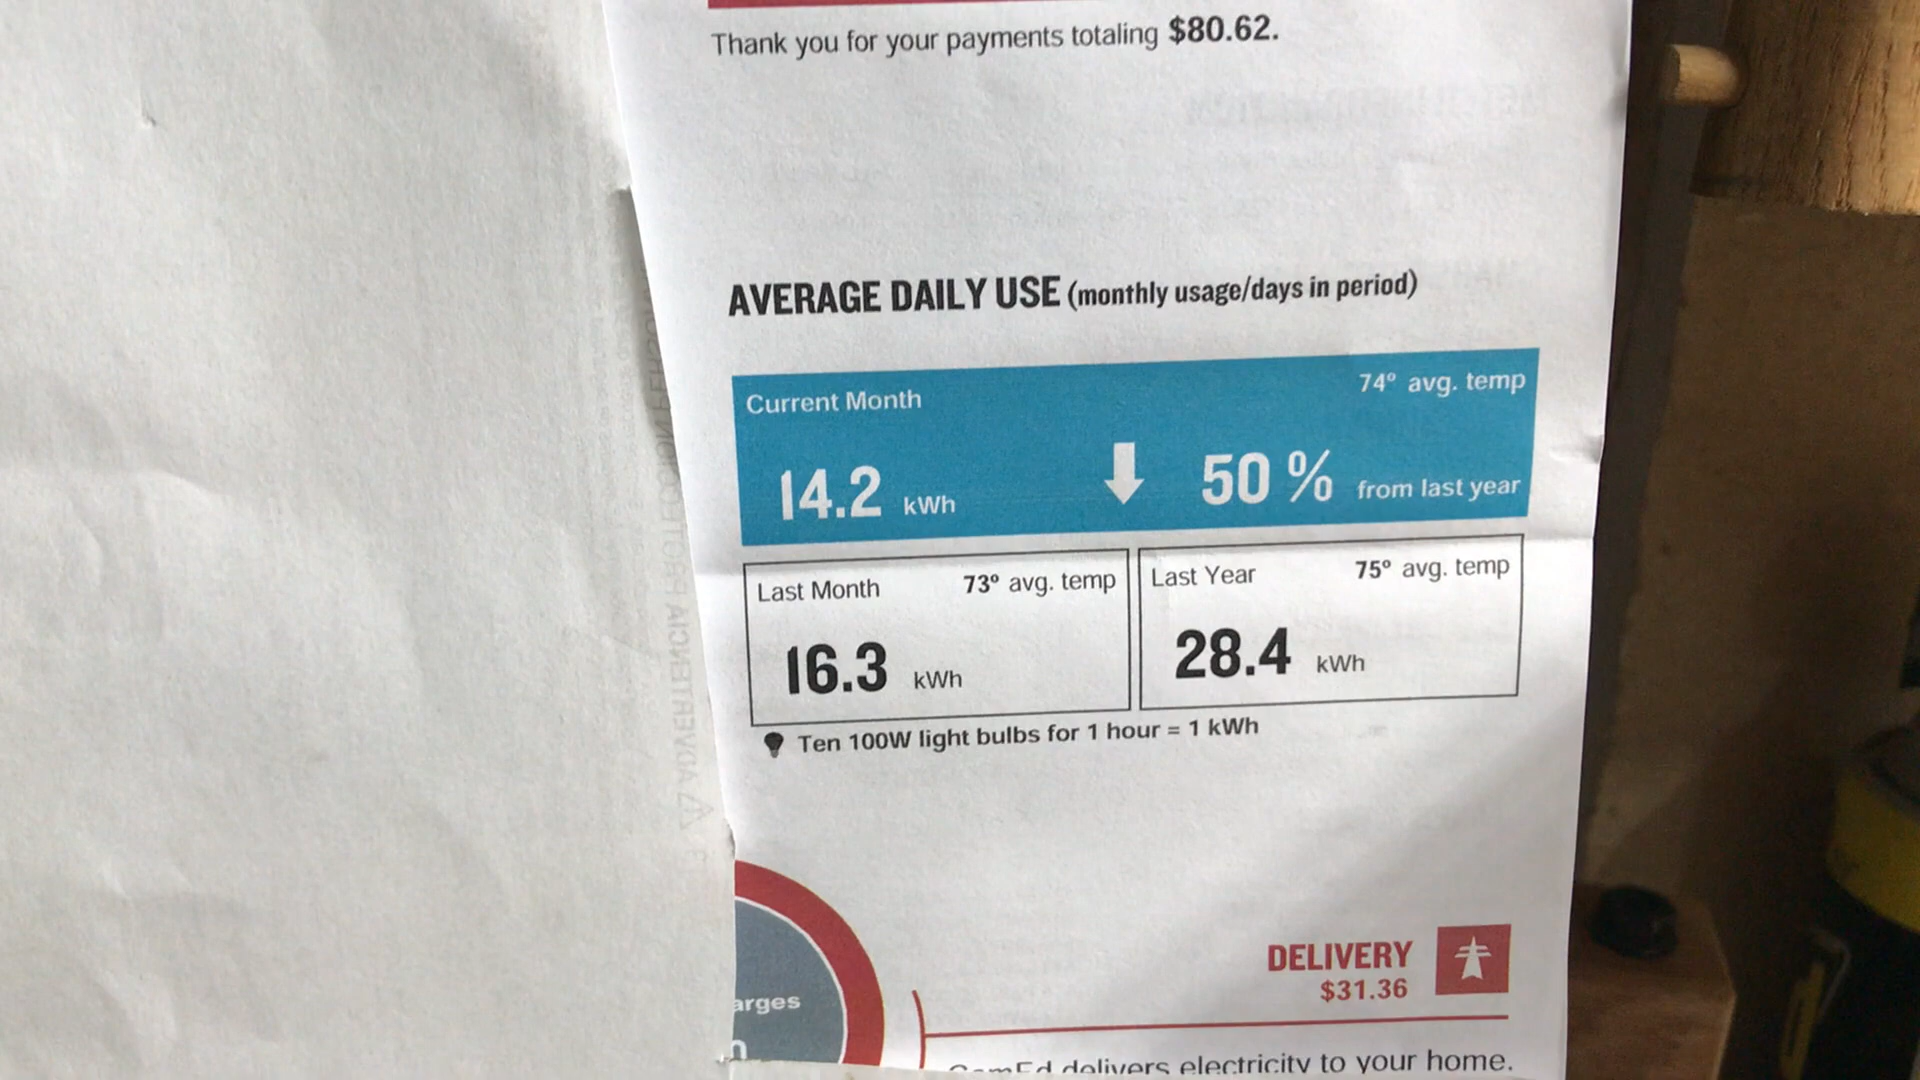 Thank you for your payments totaling $80.62.
AVERAGE DAILY USE (monthly usage/days in period)
Current Month 74° avg. temp
14.2 kWh 50 % from last year
Last Month 73° avg. temp
16.3 kWh
Last Year 75° avg. temp
28.4 kWh
Ten 100W light bulbs for 1 hour = 1 kWh
ADVERTENCIA
arges
DELIVERY
$31.36
ComEd delivers electricity to your home.